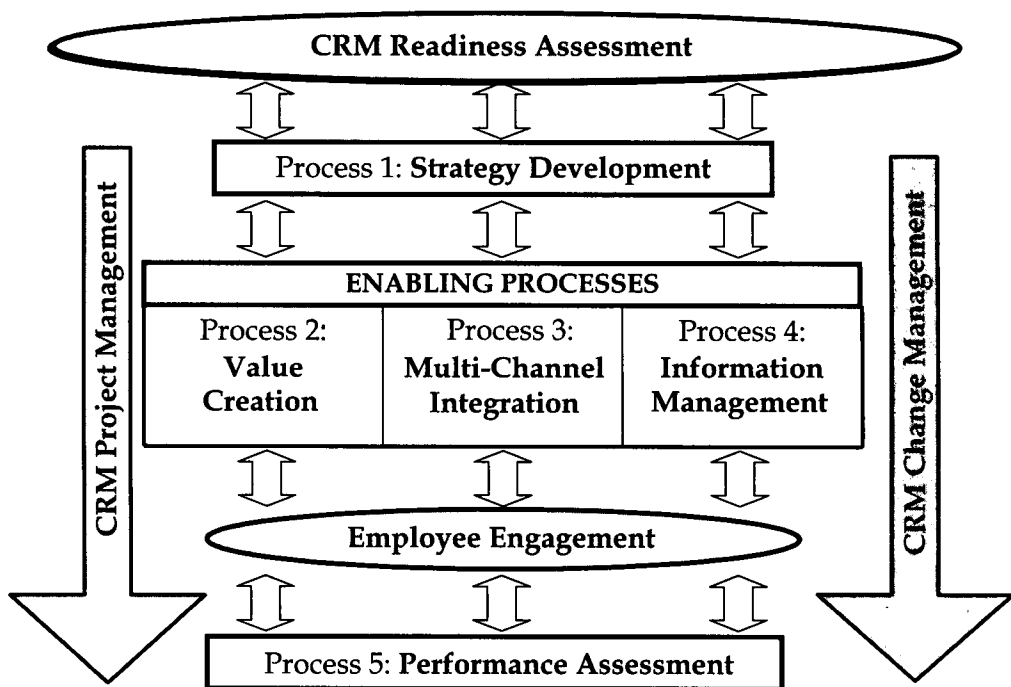 CRM Readiness Assessment
Process 1: Strategy Development
ENABLING PROCESSES
Process 2:
Value
Creation
Process 3:
Multi-Channel
Integration
Process 4:
Information
Management
Employee Engagement
Process 5: Performance Assessment
CRM Project Management
CRM Change Management